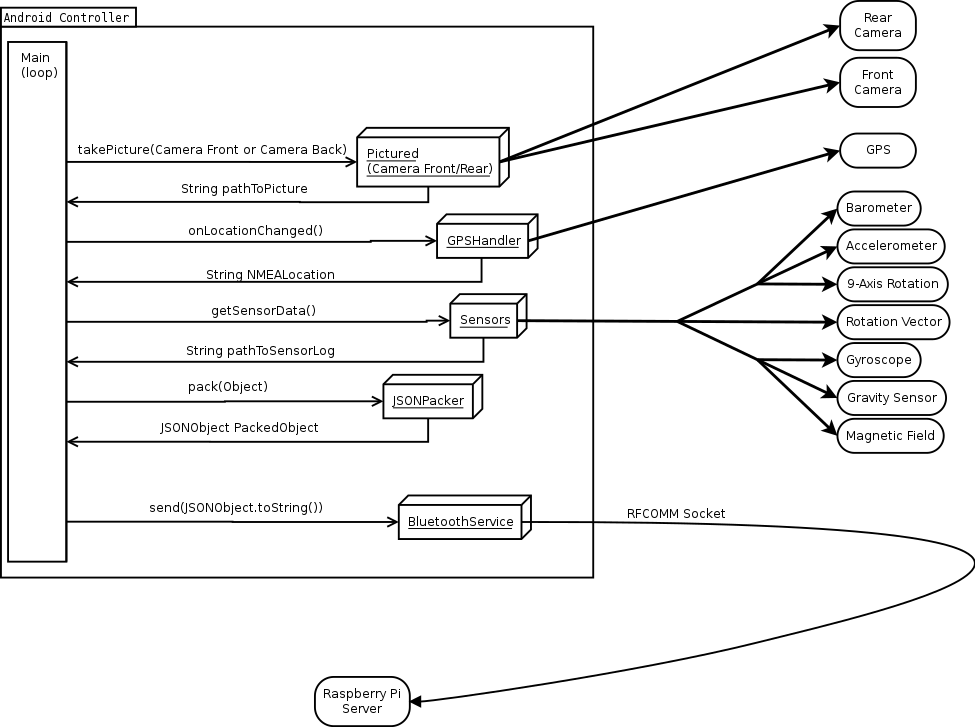 Android Controller
Main
(loop)
takePicture(Camera Front or Camera Back)
Pictured
(Camera Front/Rear)
String pathToPicture
onLocationChanged()
GPSHandler
String NMEALocation
getSensorData()
Sensors
String pathToSensorLog
pack(Object)
JSONPacker
JSONObject PackedObject
send(JSONObject.toString())
BluetoothService
RFCOMM Socket
Rear
Camera
Front
Camera
GPS
Barometer
Accelerometer
9-Axis Rotation
Rotation Vector
Gyroscope
Gravity Sensor
Magnetic Field
Raspberry Pi
Server